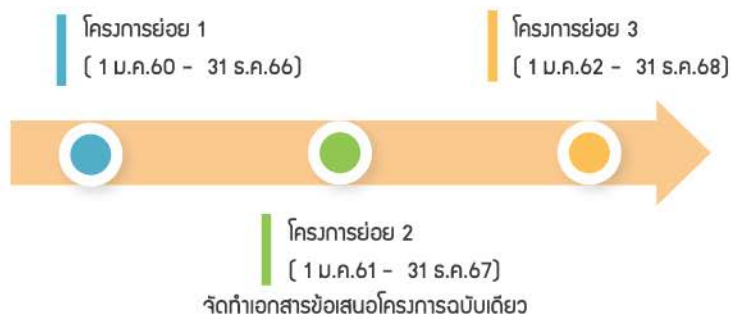 โครงการย่อย 1
( 1 ม.ค.60 - 31 ธ.ค.66)
โครงการย่อย 3
( 1 ม.ค.62 - 31 ธ.ค.68)
โครงการย่อย 2
( 1 ม.ค.61 - 31 ธ.ค.67)
จัดทำเอกสารข้อเสนอโครงการฉบับเดียว